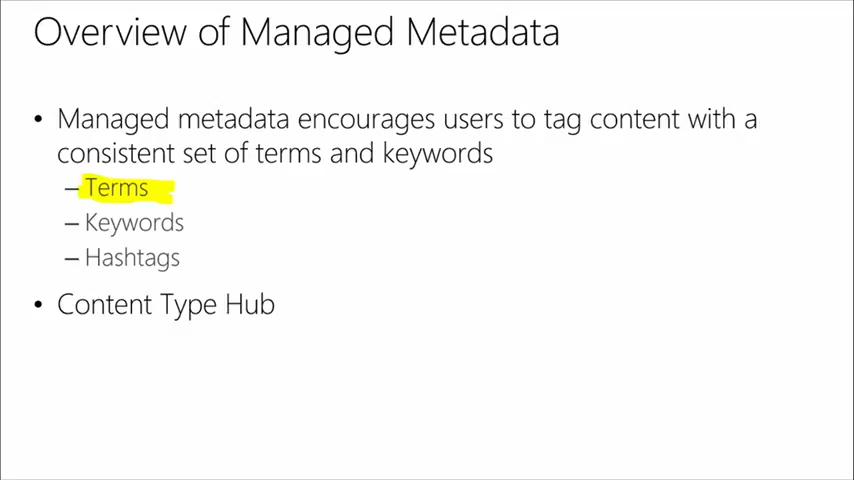 Overview of Managed Metadata
• Managed metadata encourages users to tag content with a
consistent set of terms and keywords
– Terms
– Keywords
– Hashtags
• Content Type Hub